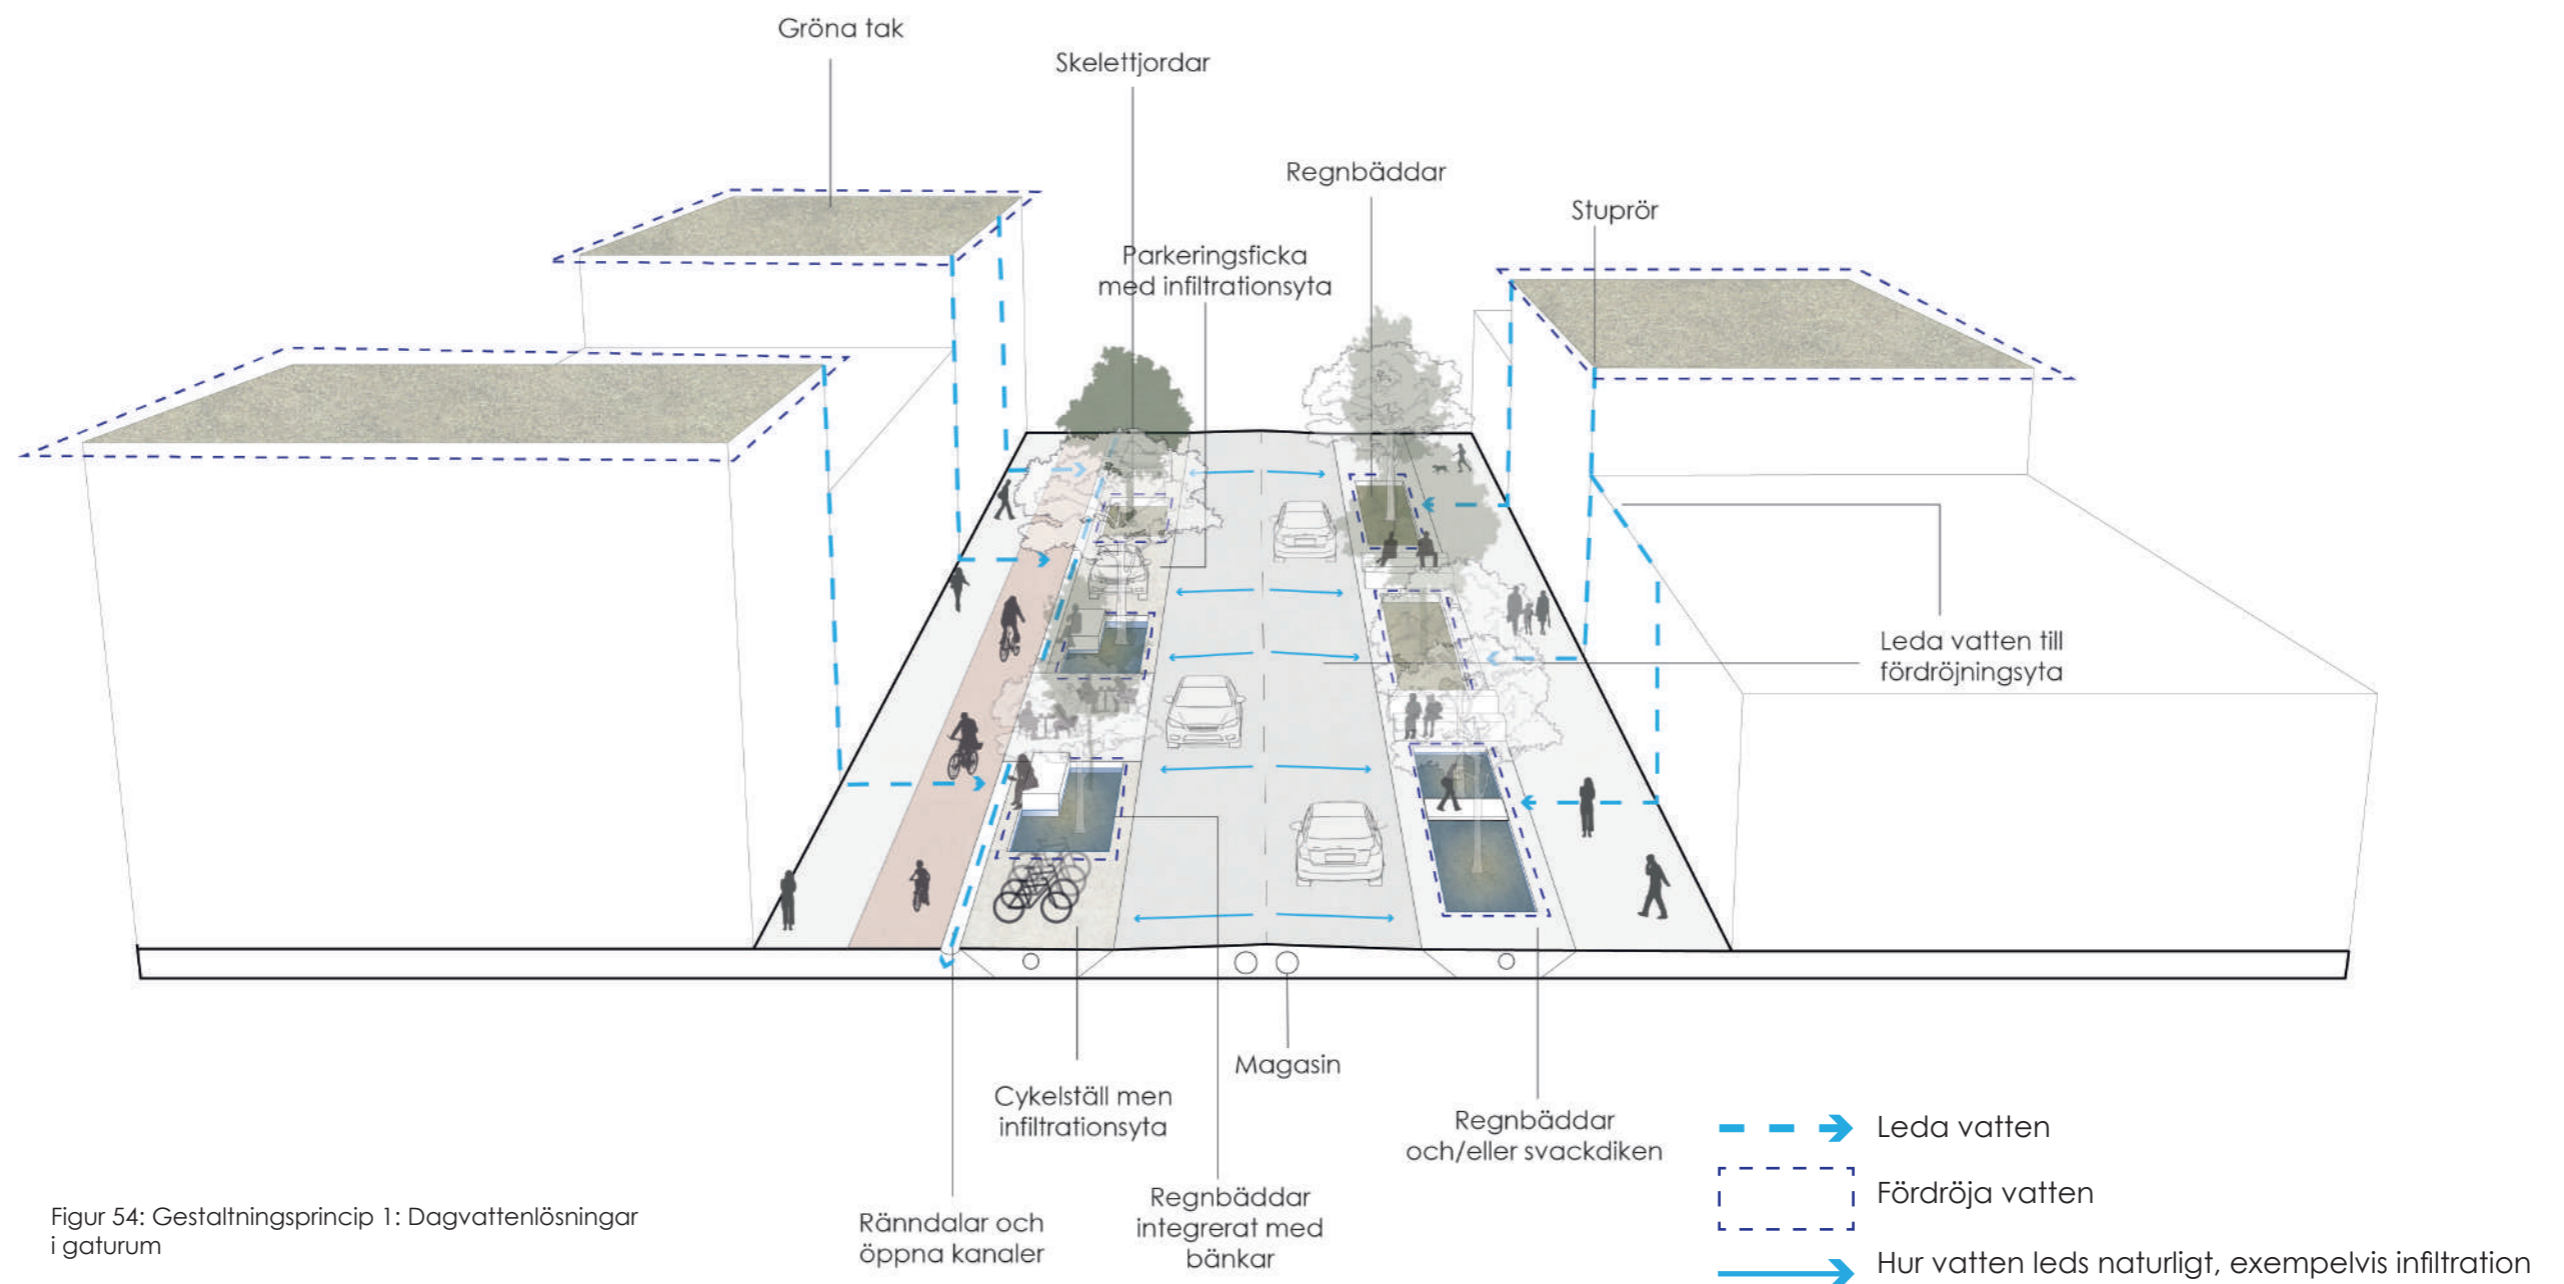 Gröna tak
Skelettjordar
Regnbäddar
Stuprör
Parkeringsficka
med infiltrationsyta
Leda vatten till
fördröjningsyta
Magasin
Cykelställ men
infiltrationsyta
Regnbäddar
och/eller svackdiken
Regnbäddar
integrerat med
bänkar
Ränndalar och
öppna kanaler
Leda vatten
Fördröja vatten
Hur vatten leds naturligt, exempelvis infiltration
Figur 54: Gestaltningsprincip 1: Dagvattenlösningar
i gaturum